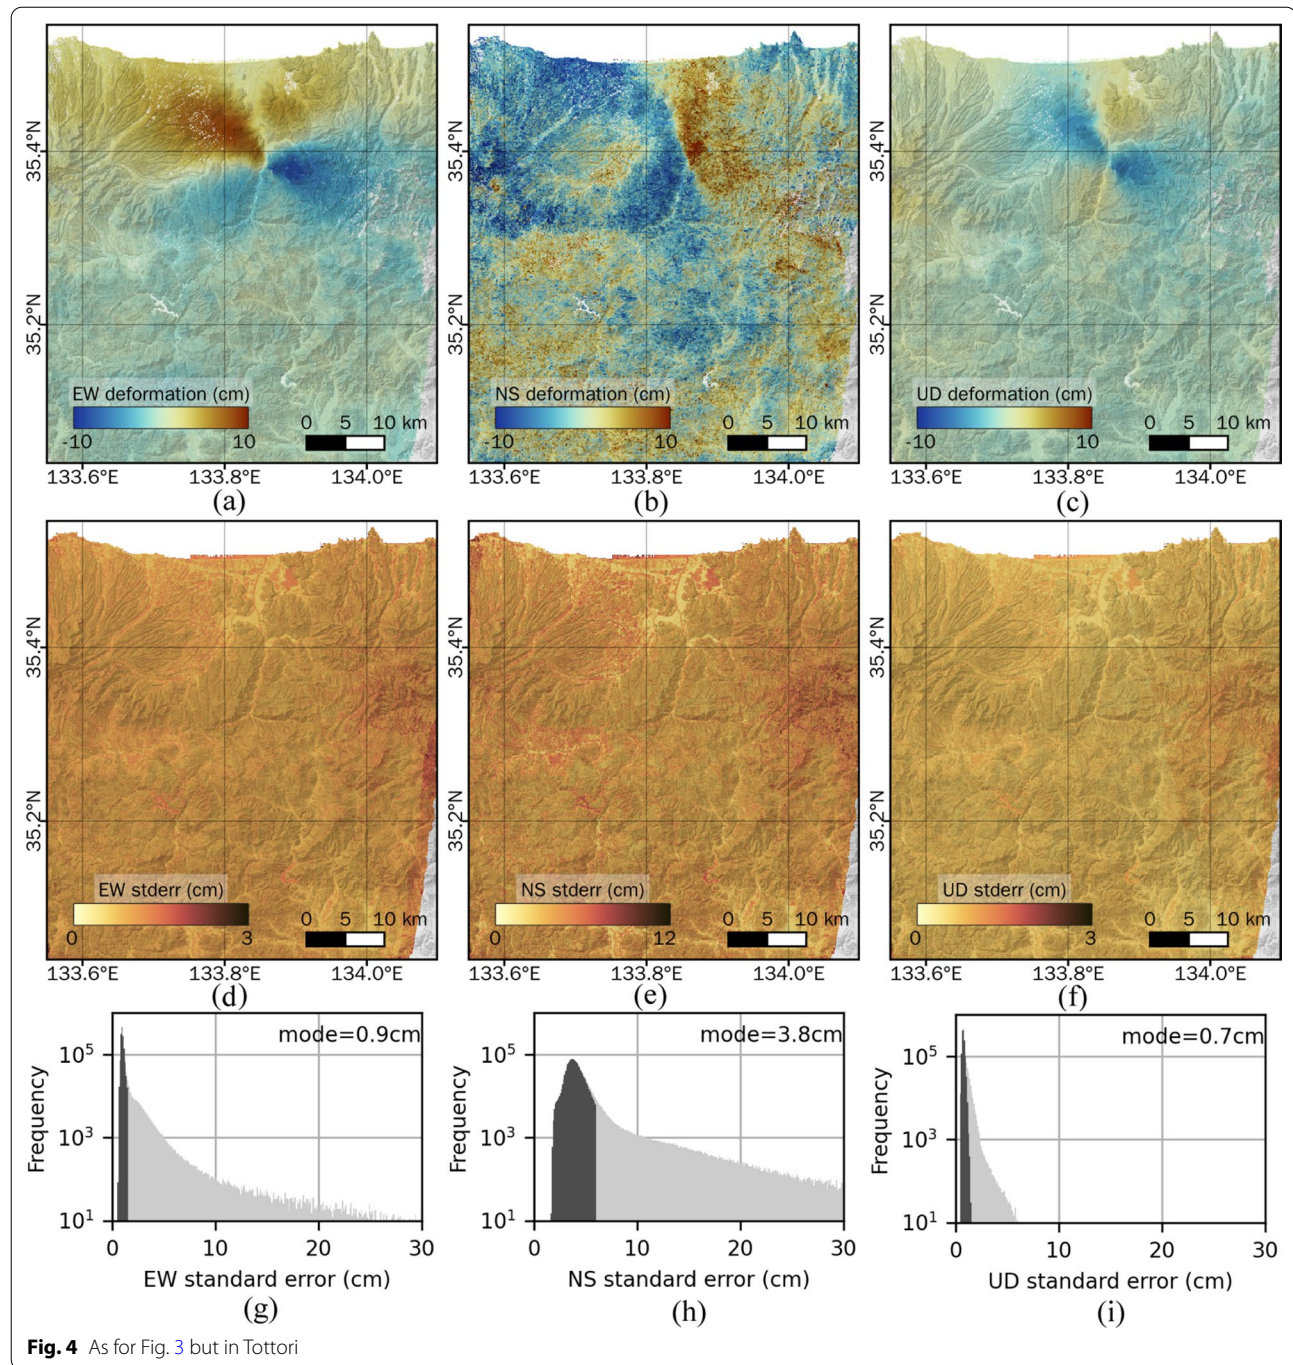 35.4°N
35.2°N
EW deformation (cm)
-10 10
0 5 10 km
133.6°E 133.8°E 134.0°E
(a)
35.4°N
35.2°N
NS deformation (cm)
-10 10
0 5 10 km
133.6°E 133.8°E 134.0°E
(b)
35.4°N
35.2°N
UD deformation (cm)
-10 10
0 5 10 km
133.6°E 133.8°E 134.0°E
(c)
35.4°N
35.2°N
EW stderr (cm)
0 3
0 5 10 km
133.6°E 133.8°E 134.0°E
(d)
35.4°N
35.2°N
NS stderr (cm)
0 12
0 5 10 km
133.6°E 133.8°E 134.0°E
(e)
35.4°N
35.2°N
UD stderr (cm)
0 3
0 5 10 km
133.6°E 133.8°E 134.0°E
(f)
mode=0.9cm
Frequency
10⁵
10³
10¹
0 10 20 30
EW standard error (cm)
(g)
mode=3.8cm
Frequency
10⁵
10³
10¹
0 10 20 30
NS standard error (cm)
(h)
mode=0.7cm
Frequency
10⁵
10³
10¹
0 10 20 30
UD standard error (cm)
(i)
Fig. 4 As for Fig. 3 but in Tottori